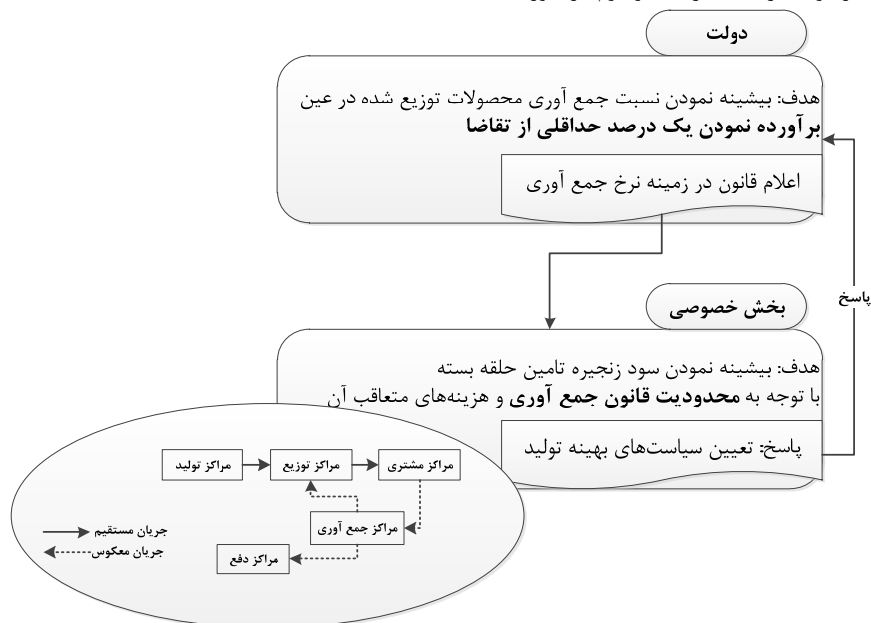 دولت
هدف: بیشینه نمودن نسبت جمع آوری محصولات توزیع شده در عین
برآورده نمودن یک درصد حداقلی از تقاضا
اعلام قانون در زمینه نرخ جمع آوری
پاسخ
بخش خصوصی
هدف: بیشینه نمودن سود زنجیره تامین حلقه بسته
با توجه به محدودیت قانون جمع آوری و هزینه‌های متعاقب آن
پاسخ: تعیین سیاست‌های بهینه تولید
مراکز تولید
مراکز توزیع
مراکز مشتری
مراکز جمع آوری
مراکز دفع
جریان مستقیم
جریان معکوس